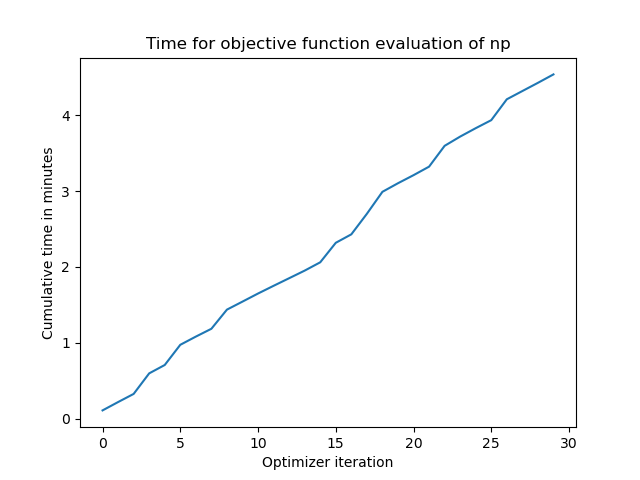 Time for objective function evaluation of np
Cumulative time in minutes
4
3
2
1
0
0 5 10 15 20 25 30
Optimizer iteration